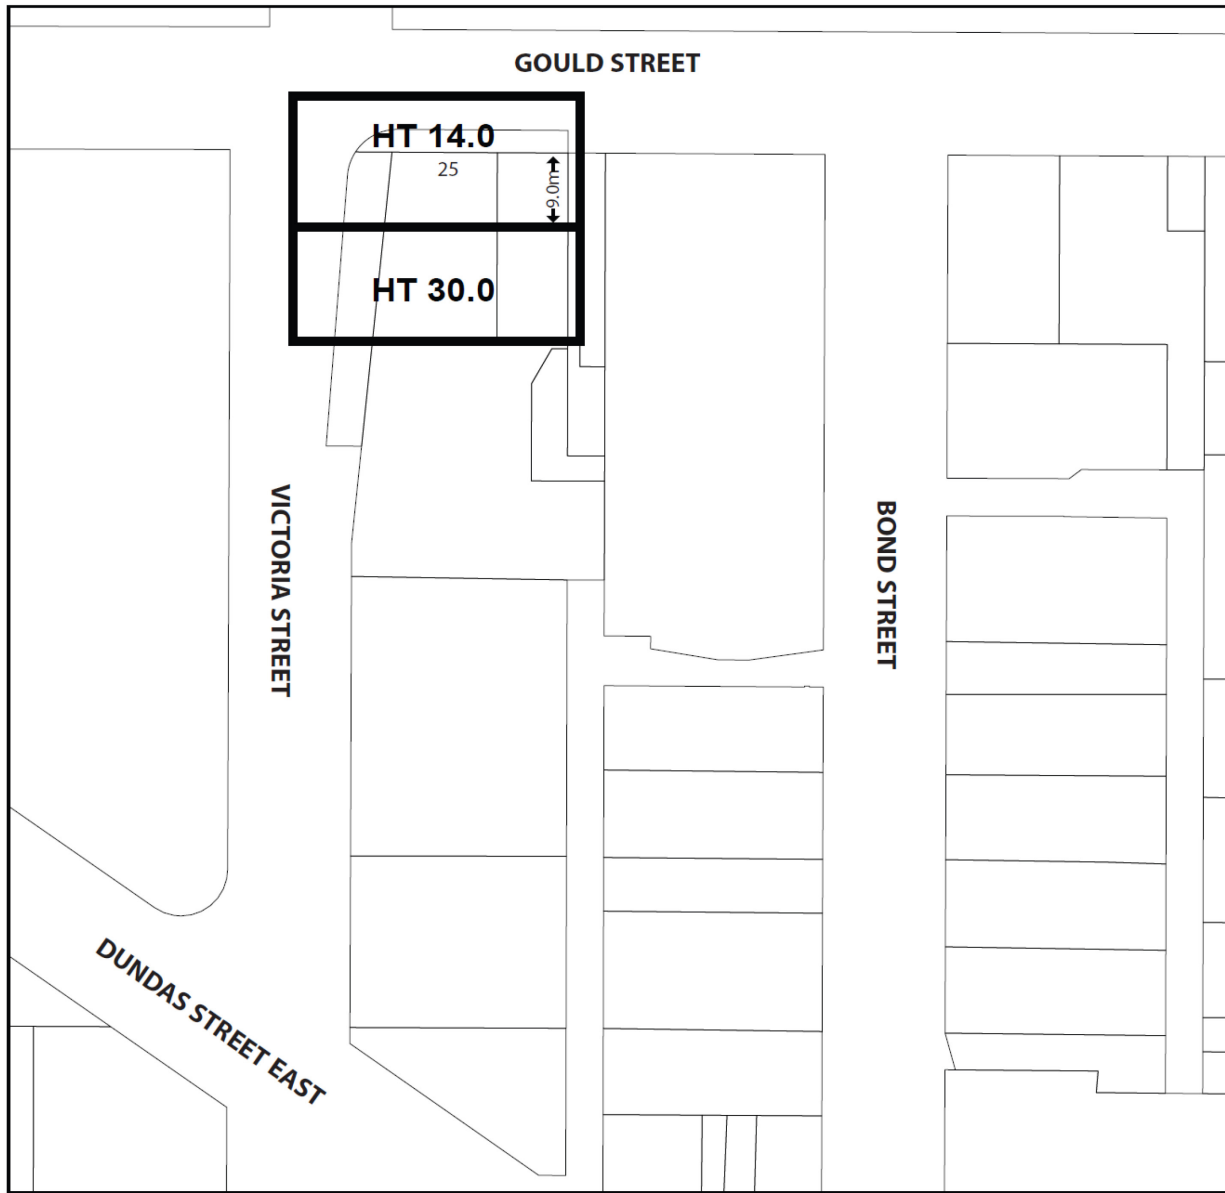 GOULD STREET
HT 14.0
25
9.0m
HT 30.0
VICTORIA STREET
BOND STREET
DUNDAS STREET EAST